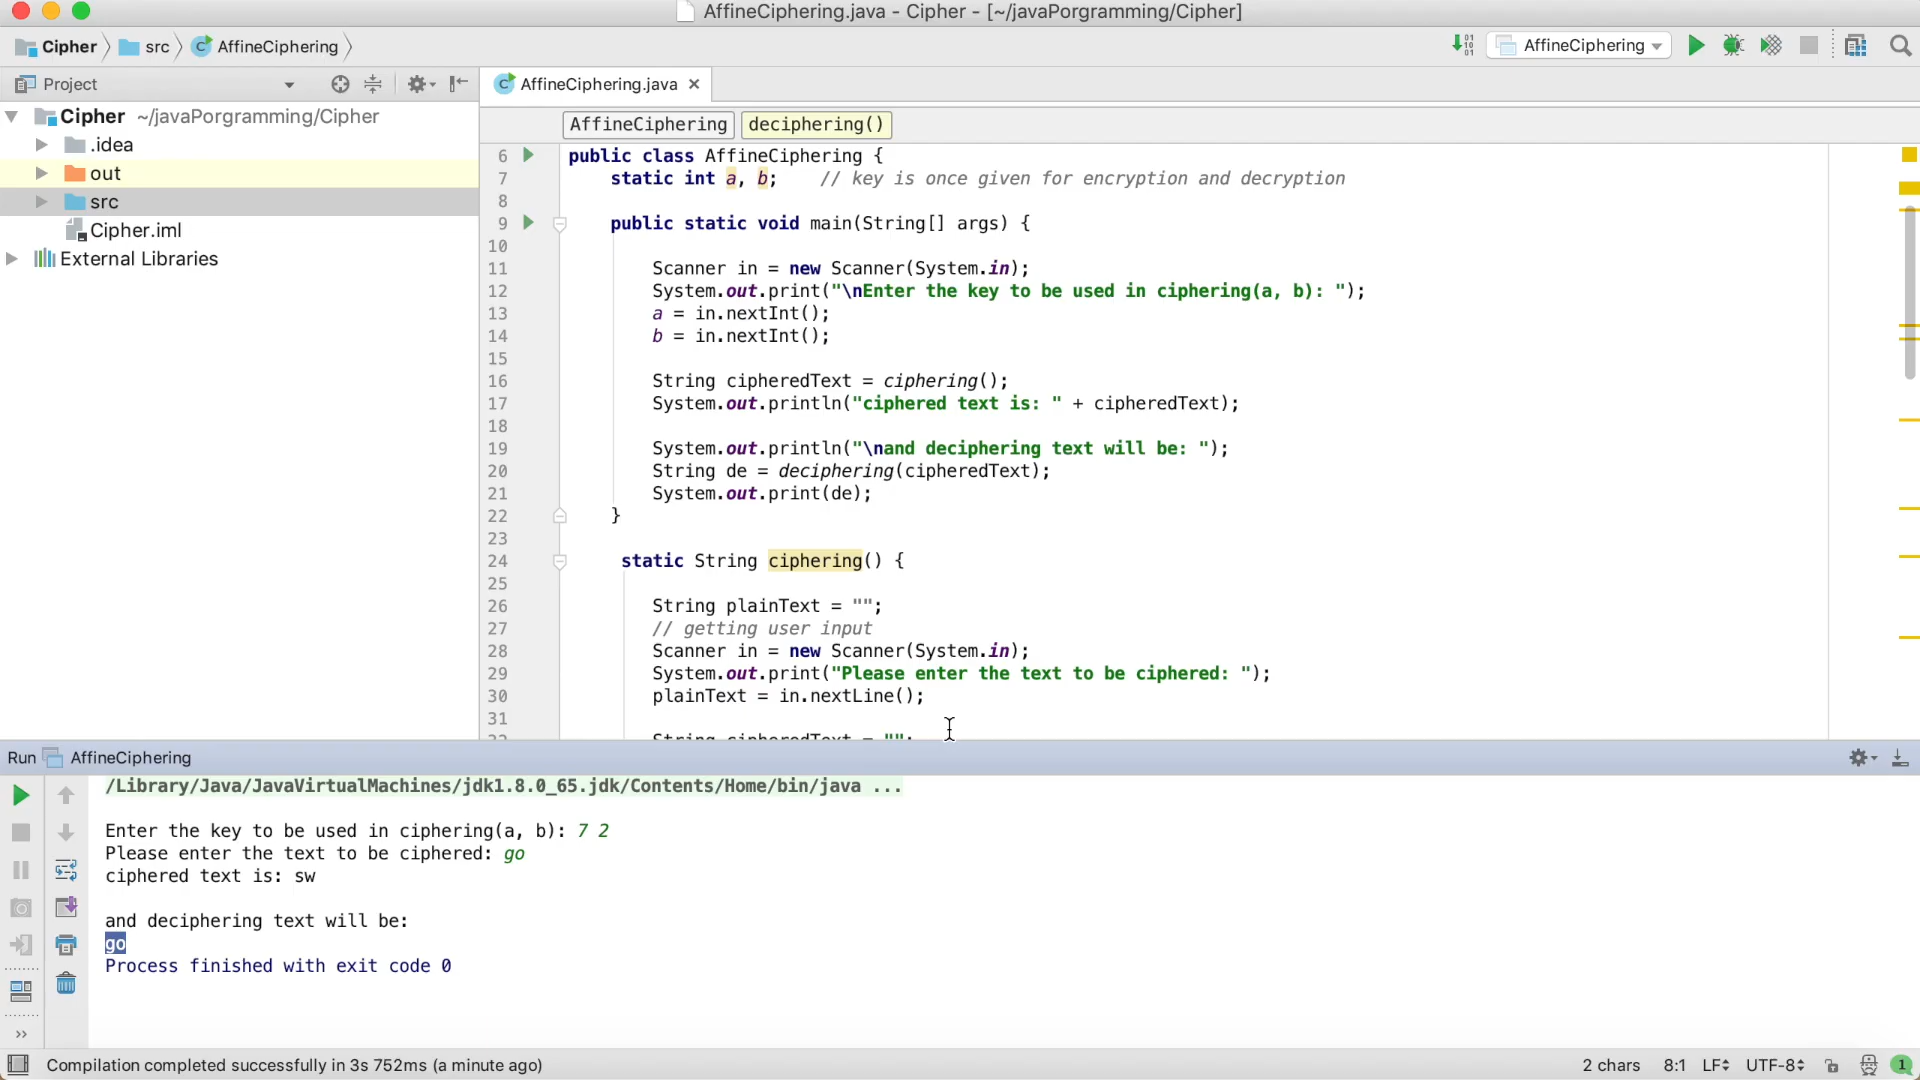 AffineCiphering.java - Cipher - [~/javaPorgramming/Cipher]
Cipher src AffineCiphering
AffineCiphering
Project
AffineCiphering.java
Cipher ~/javaPorgramming/Cipher
.idea
out
src
Cipher.iml
External Libraries
AffineCiphering deciphering()
6 public class AffineCiphering {
7 static int a, b; // key is once given for encryption and decryption
8
9 public static void main(String[] args) {
10
11 Scanner in = new Scanner(System.in);
12 System.out.print("\nEnter the key to be used in ciphering(a, b): ");
13 a = in.nextInt();
14 b = in.nextInt();
15
16 String cipheredText = ciphering();
17 System.out.println("ciphered text is: " + cipheredText);
18
19 System.out.println("\nand deciphering text will be: ");
20 String de = deciphering(cipheredText);
21 System.out.print(de);
22 }
23
24 static String ciphering() {
25
26 String plainText = "";
27 // getting user input
28 Scanner in = new Scanner(System.in);
29 System.out.print("Please enter the text to be ciphered: ");
30 plainText = in.nextLine();
31
32 String cipheredText = "";
Run AffineCiphering
/Library/Java/JavaVirtualMachines/jdk1.8.0_65.jdk/Contents/Home/bin/java ...
Enter the key to be used in ciphering(a, b): 7 2
Please enter the text to be ciphered: go
ciphered text is: sw
and deciphering text will be:
go
Process finished with exit code 0
Compilation completed successfully in 3s 752ms (a minute ago)
2 chars 8:1 LF UTF-8 1